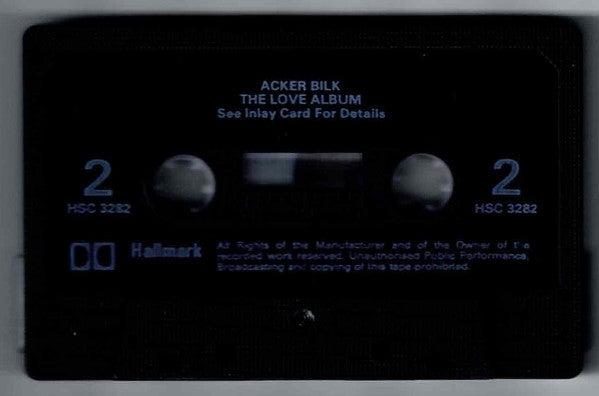 ACKER BILK
THE LOVE ALBUM
See Inlay Card For Details
2 2
HSC 3282 HSC 3282
Hallmark
All Rights of the Manufacturer and of the Owner of the
recorded work reserved. Unauthorised Public Performance,
Broadcasting and copying of this tape prohibited.